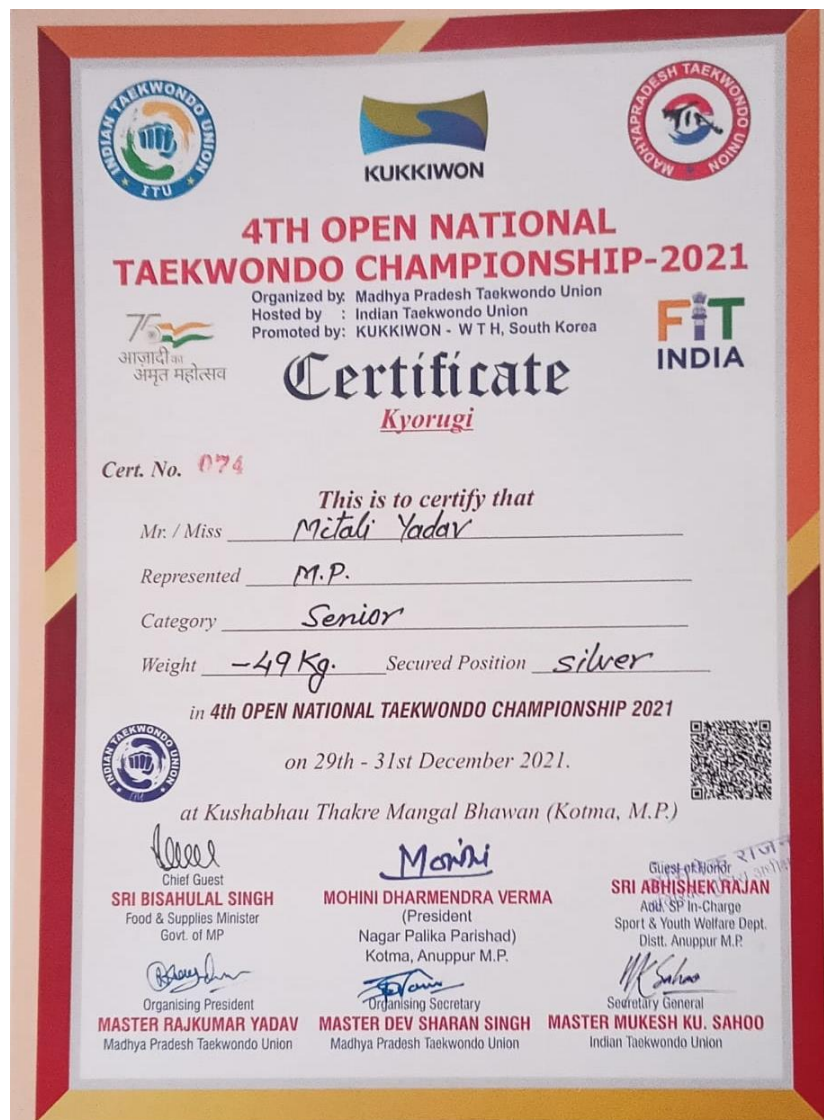 INDIAN TAEKWONDO UNION
ITU
KUKKIWON
MADHYAPRADESH TAEKWONDO UNION
4TH OPEN NATIONAL
TAEKWONDO CHAMPIONSHIP-2021
Organized by: Madhya Pradesh Taekwondo Union
Hosted by : Indian Taekwondo Union
Promoted by: KUKKIWON - W T H, South Korea
75
आज़ादी का
अमृत महोत्सव
FIT
INDIA
Certificate
Kyorugi
Cert. No. 074
This is to certify that
Mr. / Miss Mitali Yadav
Represented M.P.
Category Senior
Weight -49 Kg. Secured Position silver
in 4th OPEN NATIONAL TAEKWONDO CHAMPIONSHIP 2021
INDIAN TAEKWONDO UNION
on 29th - 31st December 2021.
at Kushabhau Thakre Mangal Bhawan (Kotma, M.P.)
Chief Guest
SRI BISAHULAL SINGH
Food & Supplies Minister
Govt. of MP
Mohini
MOHINI DHARMENDRA VERMA
(President
Nagar Palika Parishad)
Kotma, Anuppur M.P.
Guest of Honor
SRI ABHISHEK RAJAN
Add. SP In-Charge
Sport & Youth Welfare Dept.
Distt. Anuppur M.P.
राजन
Organising President
MASTER RAJKUMAR YADAV
Madhya Pradesh Taekwondo Union
Organising Secretary
MASTER DEV SHARAN SINGH
Madhya Pradesh Taekwondo Union
MK Sahoo
Secretary General
MASTER MUKESH KU. SAHOO
Indian Taekwondo Union